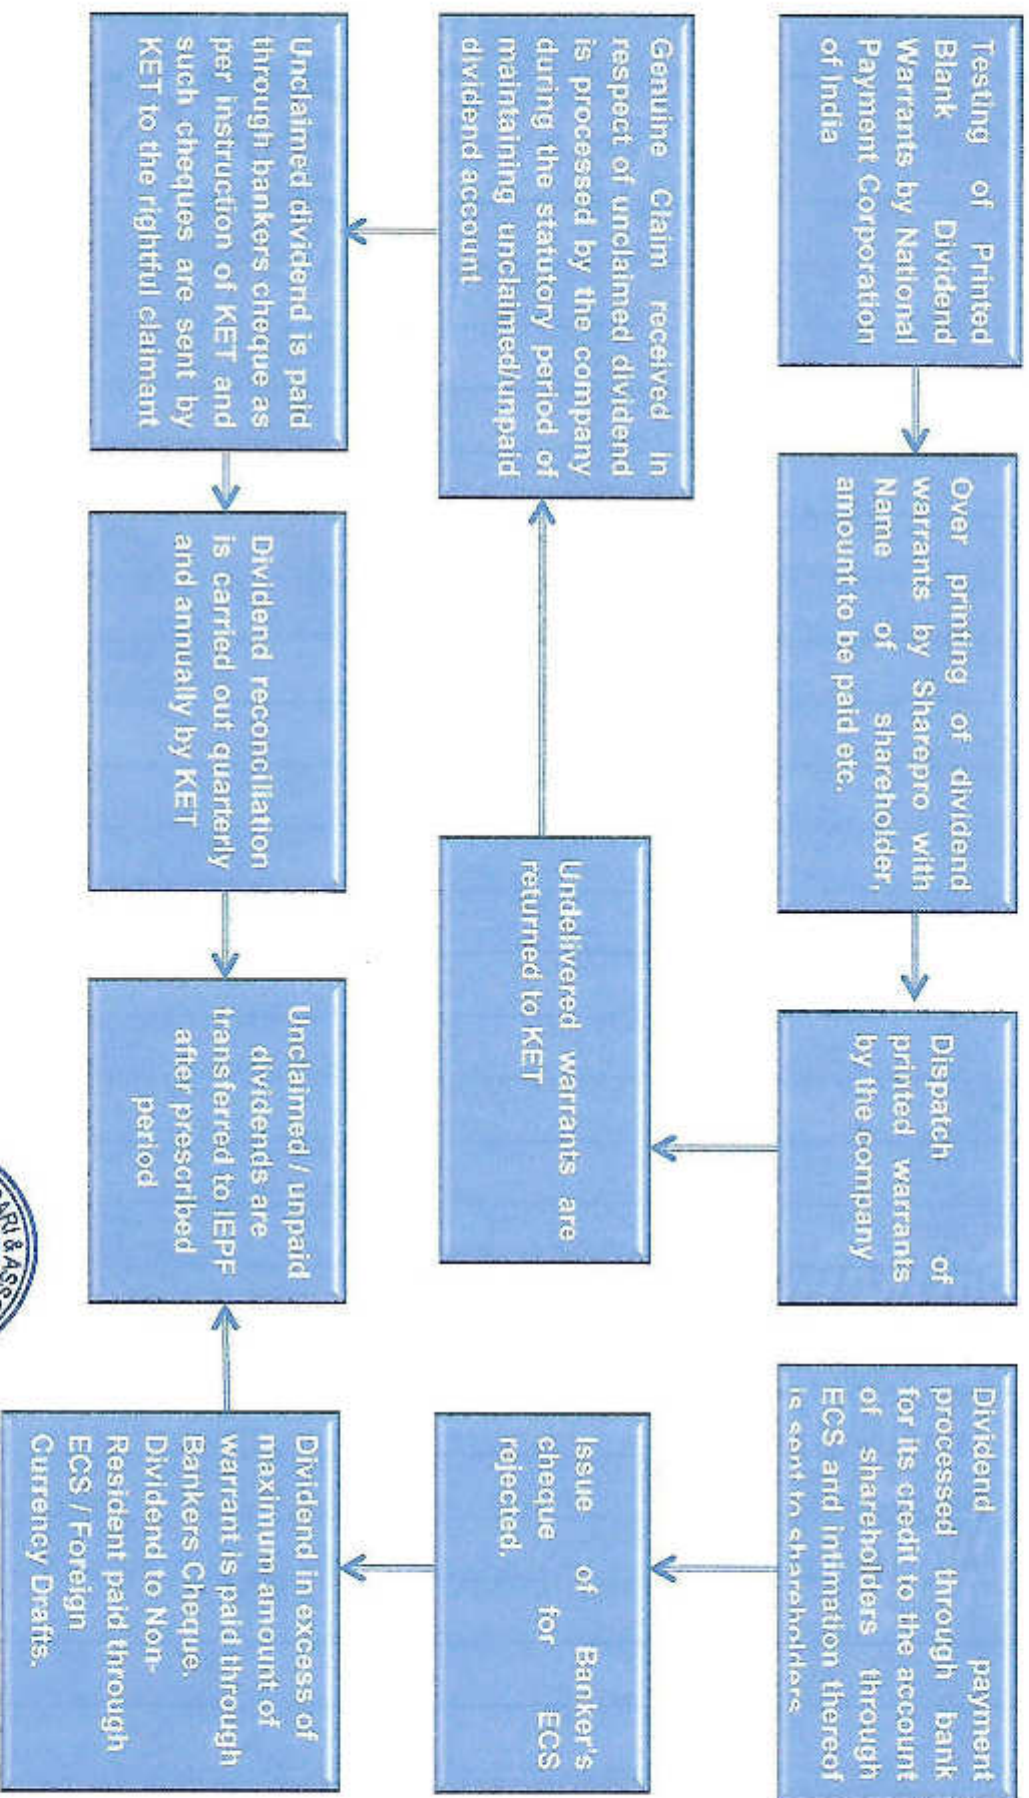 Testing of Printed
Blank Dividend
Warrants by National
Payment Corporation
of India
Over printing of dividend
warrants by Sharepro with
Name of shareholder,
amount to be paid etc.
Dispatch of
printed warrants
by the company
Dividend payment
processed through bank
for its credit to the account
of shareholders through
ECS and intimation thereof
is sent to shareholders
Genuine Claim received in
respect of unclaimed dividend
is processed by the company
during the statutory period of
maintaining unclaimed/unpaid
dividend account
Undelivered warrants are
returned to KET
Issue of Banker's
cheque for ECS
rejected.
Unclaimed dividend is paid
through bankers cheque as
per instruction of KET and
such cheques are sent by
KET to the rightful claimant
Dividend reconciliation
is carried out quarterly
and annually by KET
Unclaimed / unpaid
dividends are
transferred to IEPF
after prescribed
period
Dividend in excess of
maximum amount of
warrant is paid through
Bankers Cheque.
Dividend to Non-
Resident paid through
ECS / Foreign
Currency Drafts.
ARI & ASS